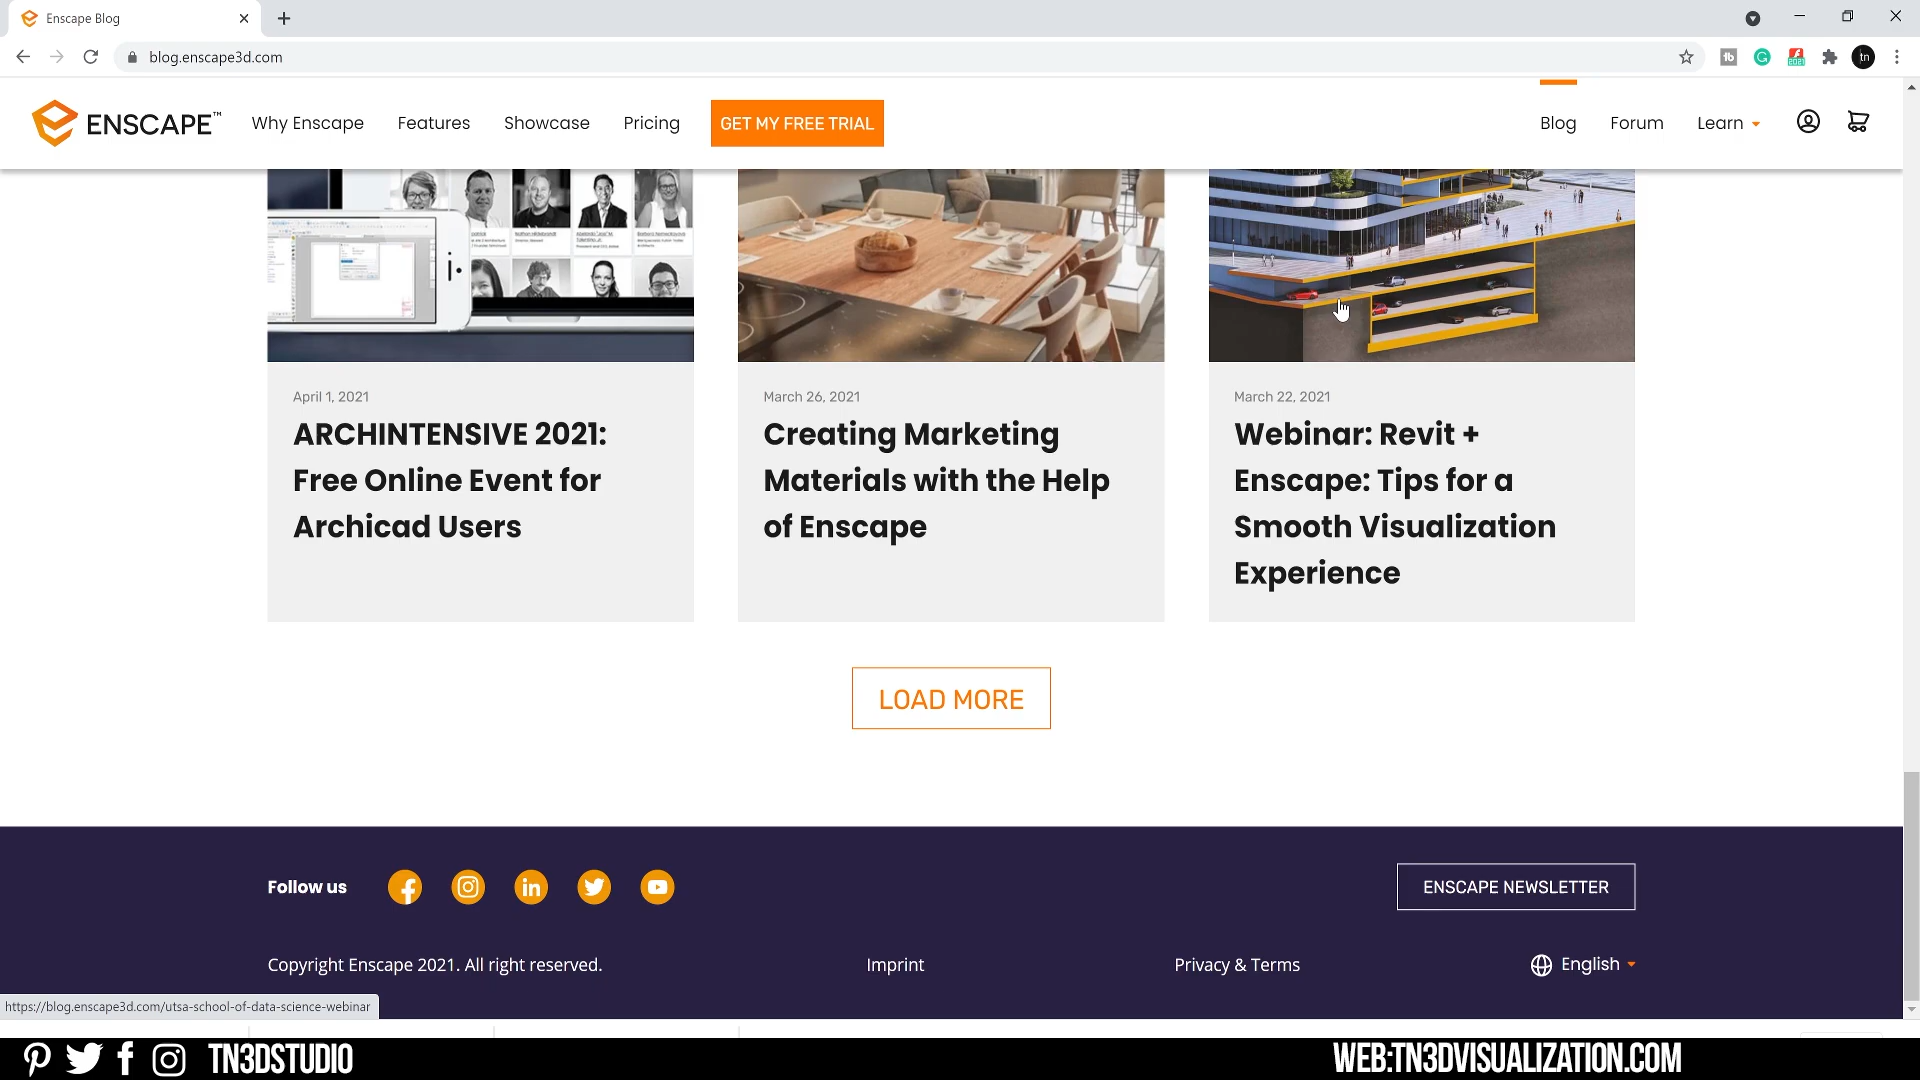 Enscape Blog
blog.enscape3d.com
ENSCAPE™
Why Enscape
Features
Showcase
Pricing
GET MY FREE TRIAL
Blog
Forum
Learn
April 1, 2021
ARCHINTENSIVE 2021:
Free Online Event for
Archicad Users
March 26, 2021
Creating Marketing
Materials with the Help
of Enscape
March 22, 2021
Webinar: Revit +
Enscape: Tips for a
Smooth Visualization
Experience
LOAD MORE
Follow us
ENSCAPE NEWSLETTER
Copyright Enscape 2021. All right reserved.
Imprint
Privacy & Terms
English
https://blog.enscape3d.com/utsa-school-of-data-science-webinar
TN3DSTUDIO
WEB:TN3DVISUALIZATION.COM